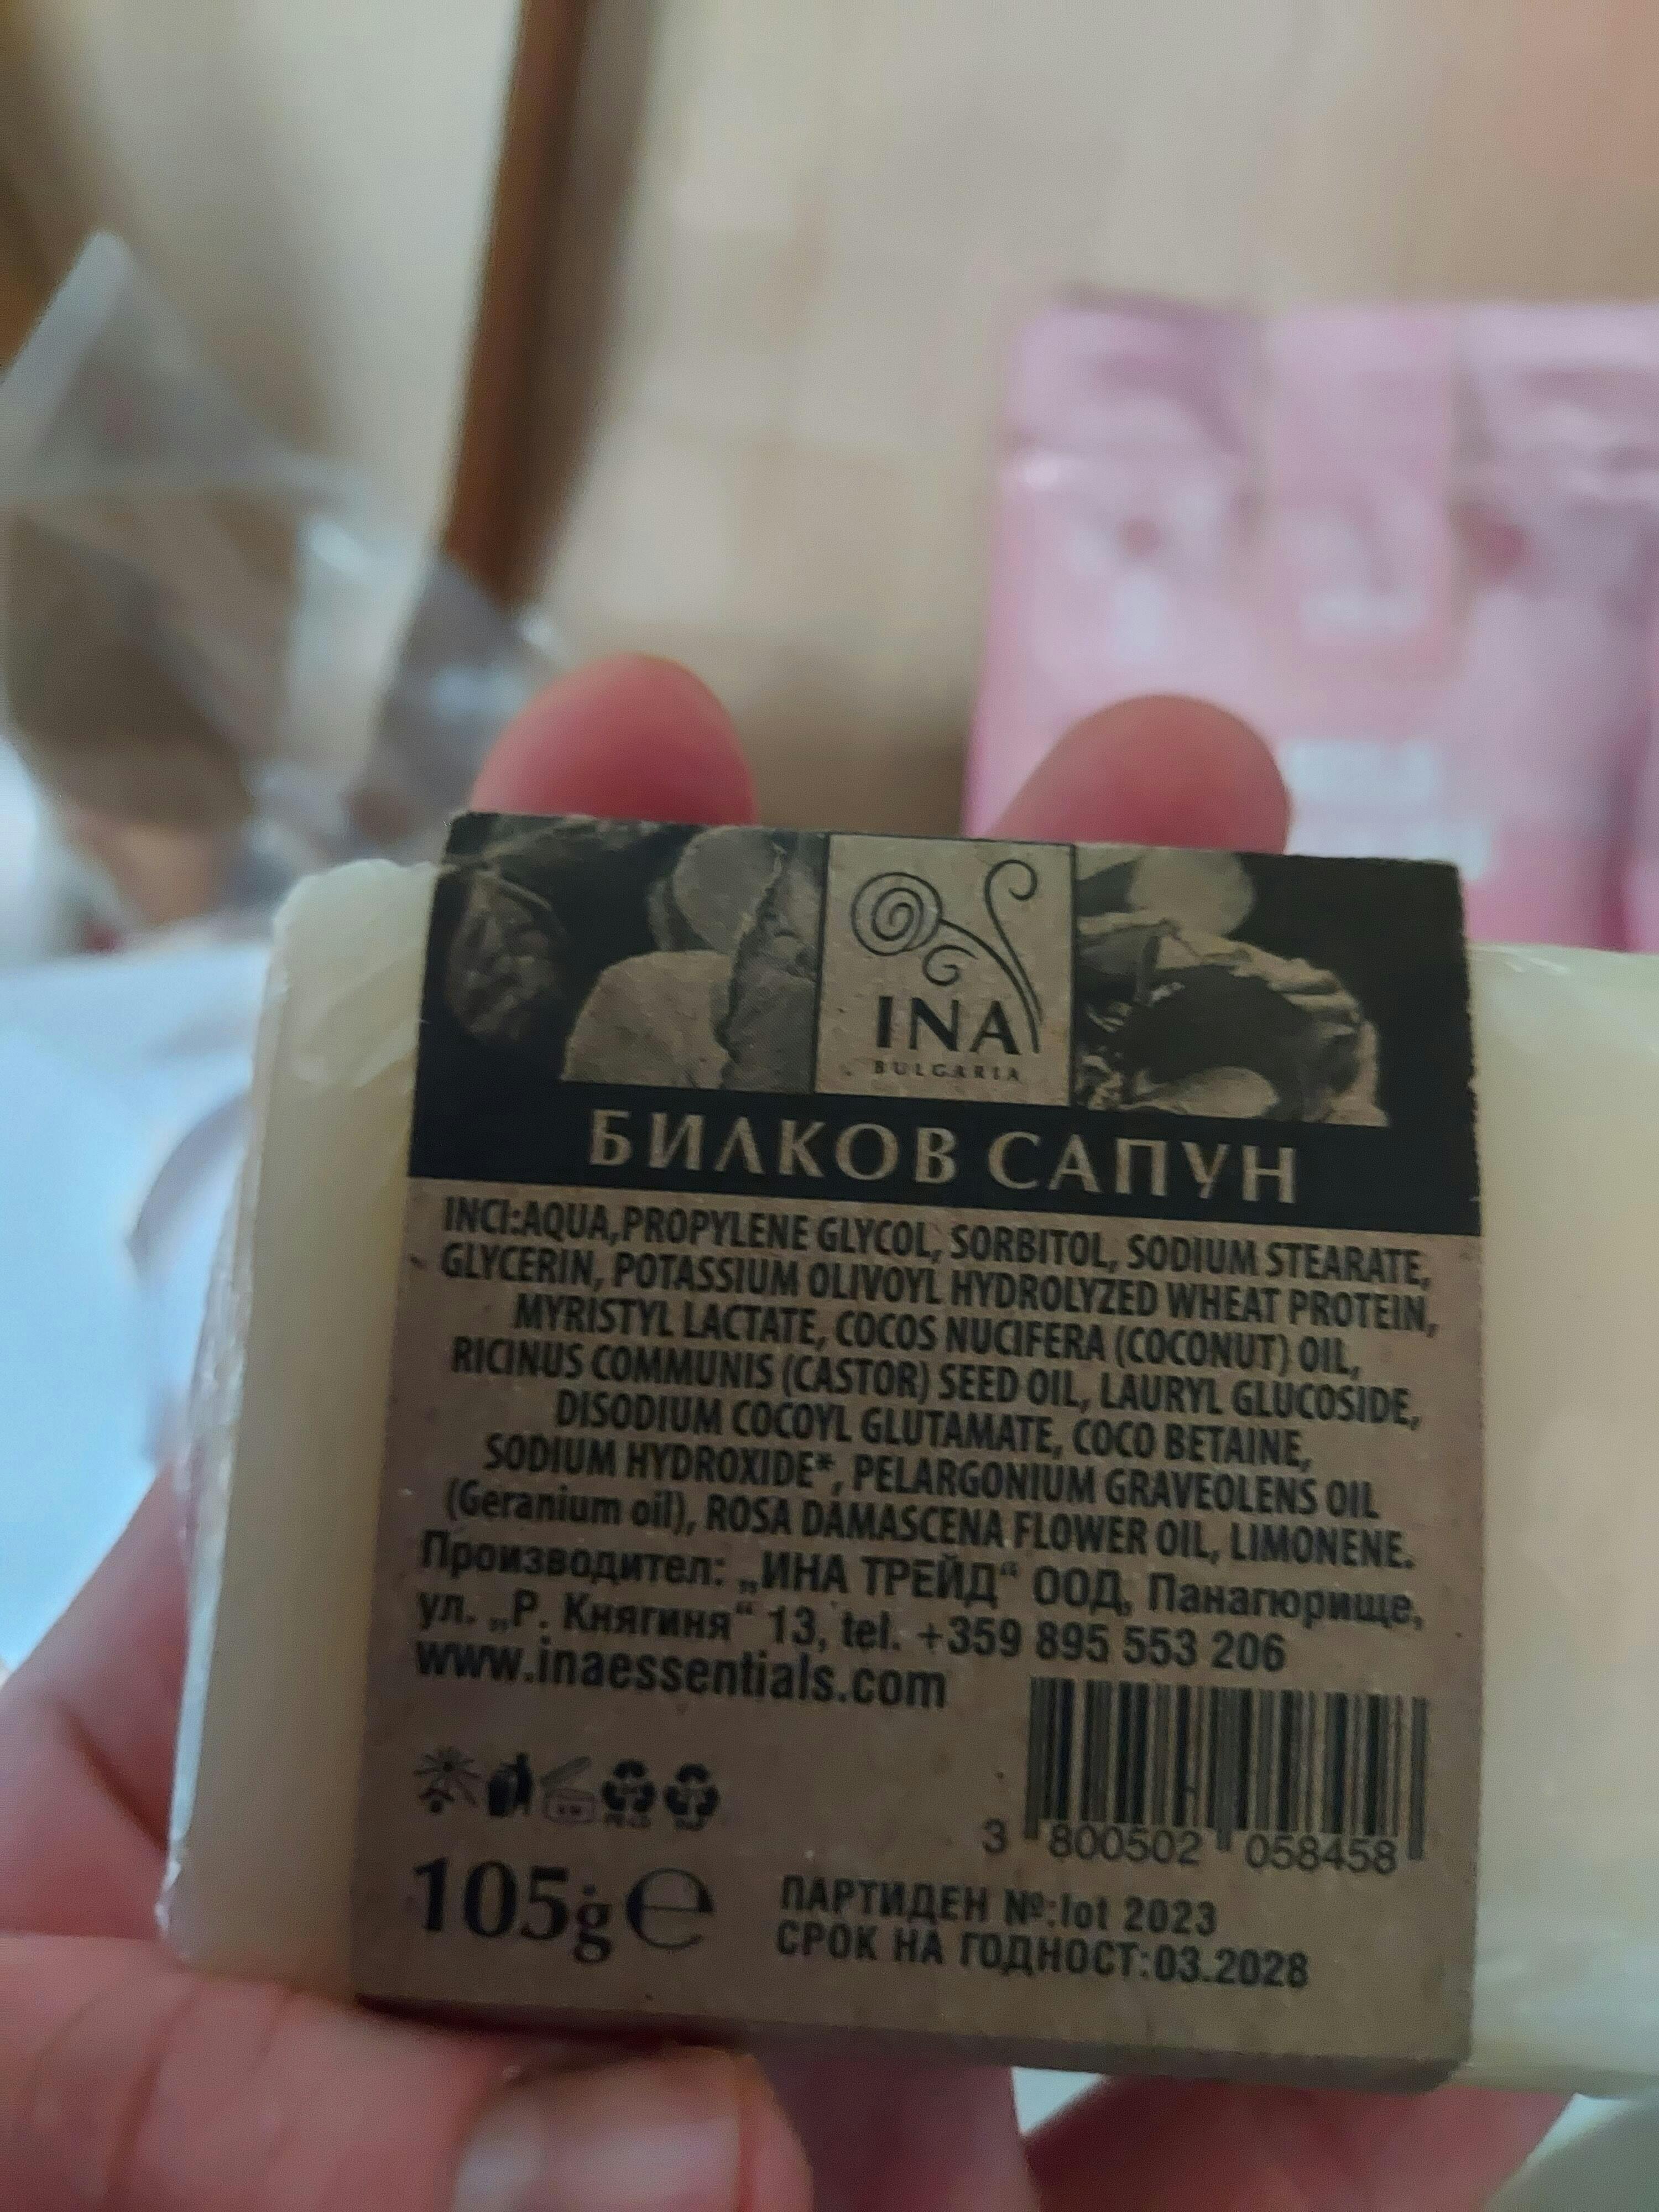 INA
BULGARIA
БИЛКОВ САПУН
INCI:AQUA,PROPYLENE GLYCOL, SORBITOL, SODIUM STEARATE,
GLYCERIN, POTASSIUM OLIVOYL HYDROLYZED WHEAT PROTEIN,
MYRISTYL LACTATE, COCOS NUCIFERA (COCONUT) OIL,
RICINUS COMMUNIS (CASTOR) SEED OIL, LAURYL GLUCOSIDE,
DISODIUM COCOYL GLUTAMATE, COCO BETAINE,
SODIUM HYDROXIDE*, PELARGONIUM GRAVEOLENS OIL
(Geranium oil), ROSA DAMASCENA FLOWER OIL, LIMONENE.
Производител: „ИНА ТРЕЙД“ ООД, Панагюрище,
ул. „Р. Княгиня“ 13, tel. +359 895 553 206
www.inaessentials.com
3 800502 058458
105g e
ПАРТИДЕН №:lot 2023
СРОК НА ГОДНОСТ:03.2028